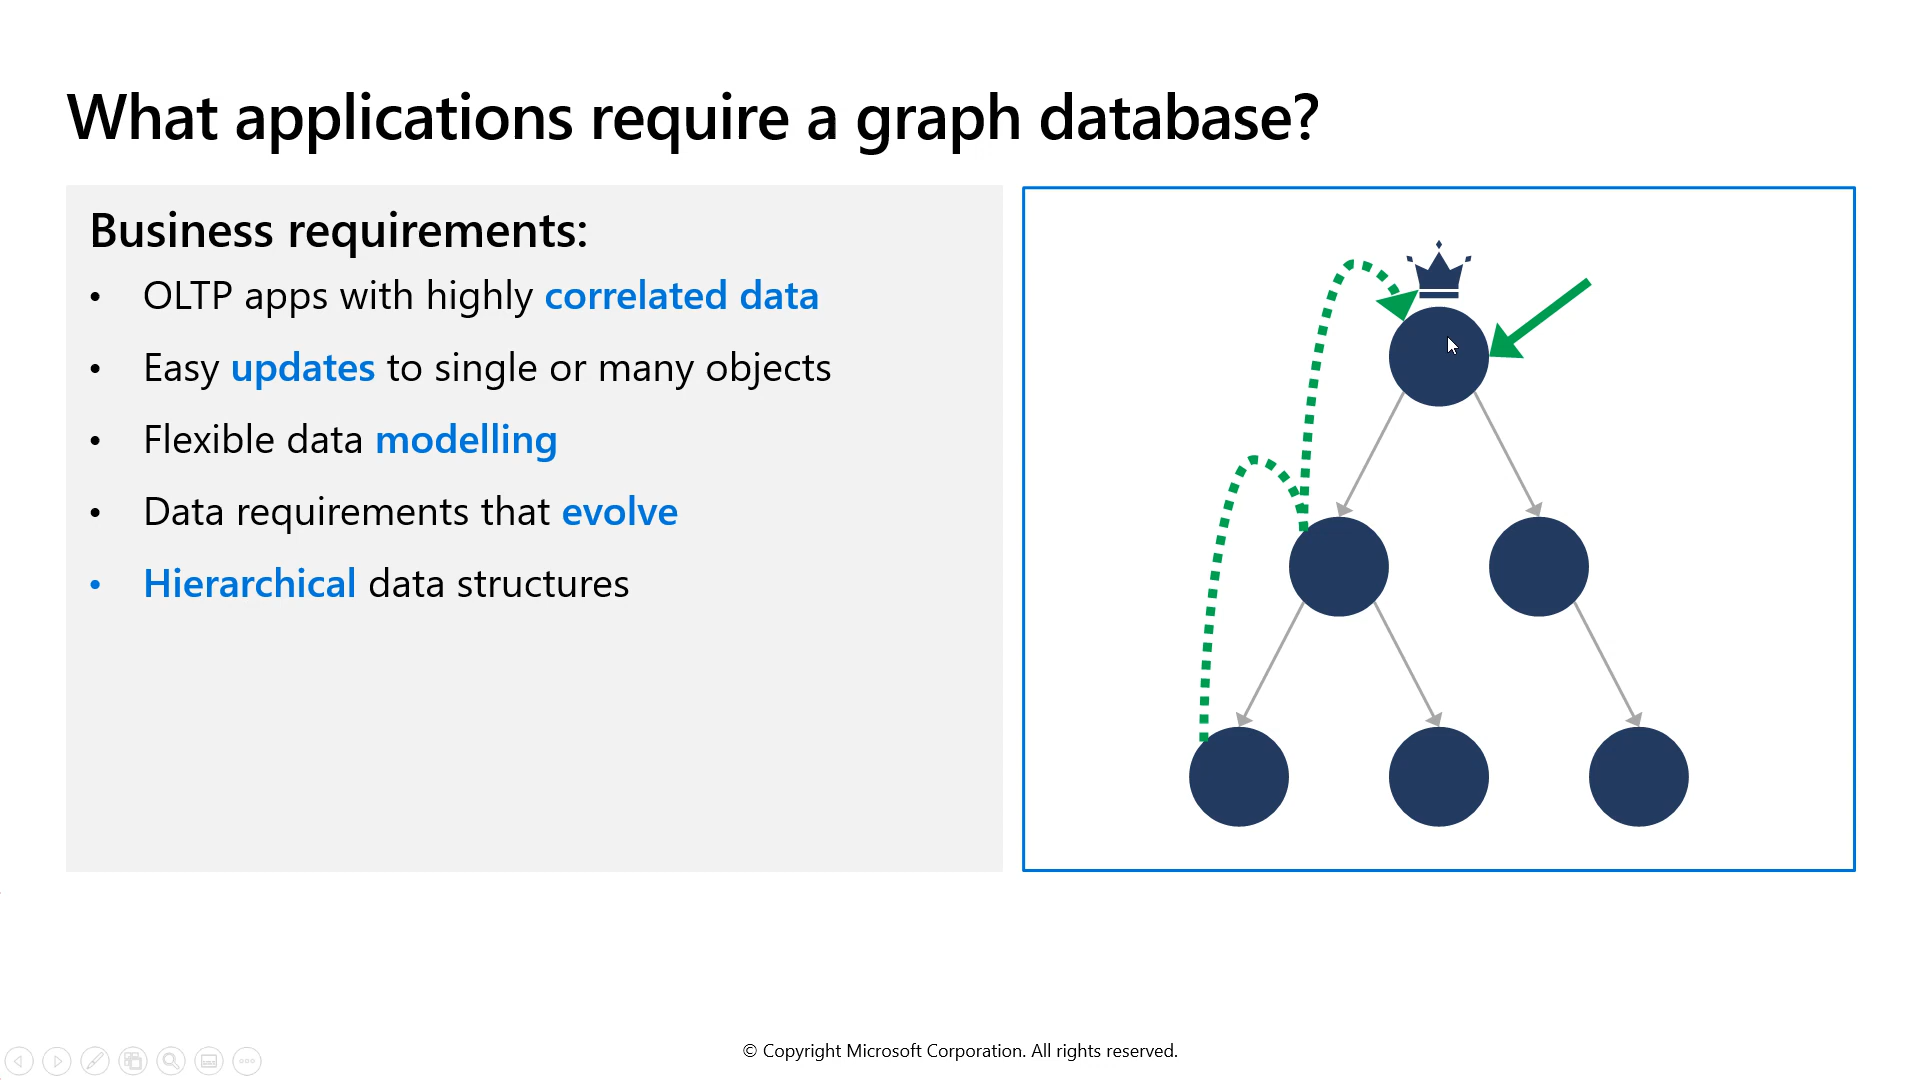 What applications require a graph database?
Business requirements:
• OLTP apps with highly correlated data
• Easy updates to single or many objects
• Flexible data modelling
• Data requirements that evolve
• Hierarchical data structures
© Copyright Microsoft Corporation. All rights reserved.